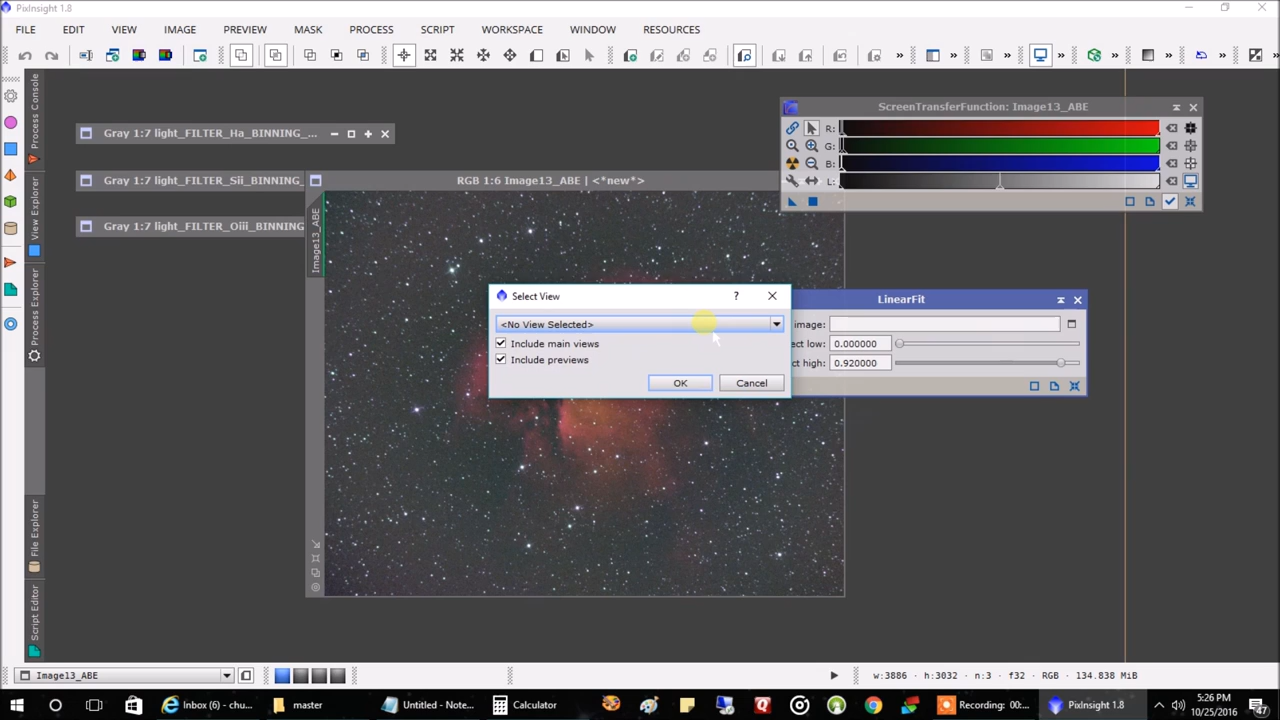 PixInsight 1.8
FILE EDIT VIEW IMAGE PREVIEW MASK PROCESS SCRIPT WORKSPACE WINDOW RESOURCES
Process Console
View Explorer
Process Explorer
File Explorer
Script Editor
Gray 1:7 light_FILTER_Ha_BINNING_...
Gray 1:7 light_FILTER_Sii_BINNING_
Gray 1:7 light_FILTER_Oiii_BINNING_
RGB 1:6 Image13_ABE | <*new*>
Image13_ABE
ScreenTransferFunction: Image13_ABE
R:
G:
B:
L:
Select View
?
<No View Selected>
Include main views
Include previews
OK Cancel
LinearFit
image:
ect low: 0.000000
ect high: 0.920000
Image13_ABE
w:3886 · h:3032 · n:3 · f32 · RGB · 134.838 MiB
Inbox (6) - chu...
master
Untitled - Note...
Calculator
Recording: 00:...
PixInsight 1.8
5:26 PM
10/25/2016
47